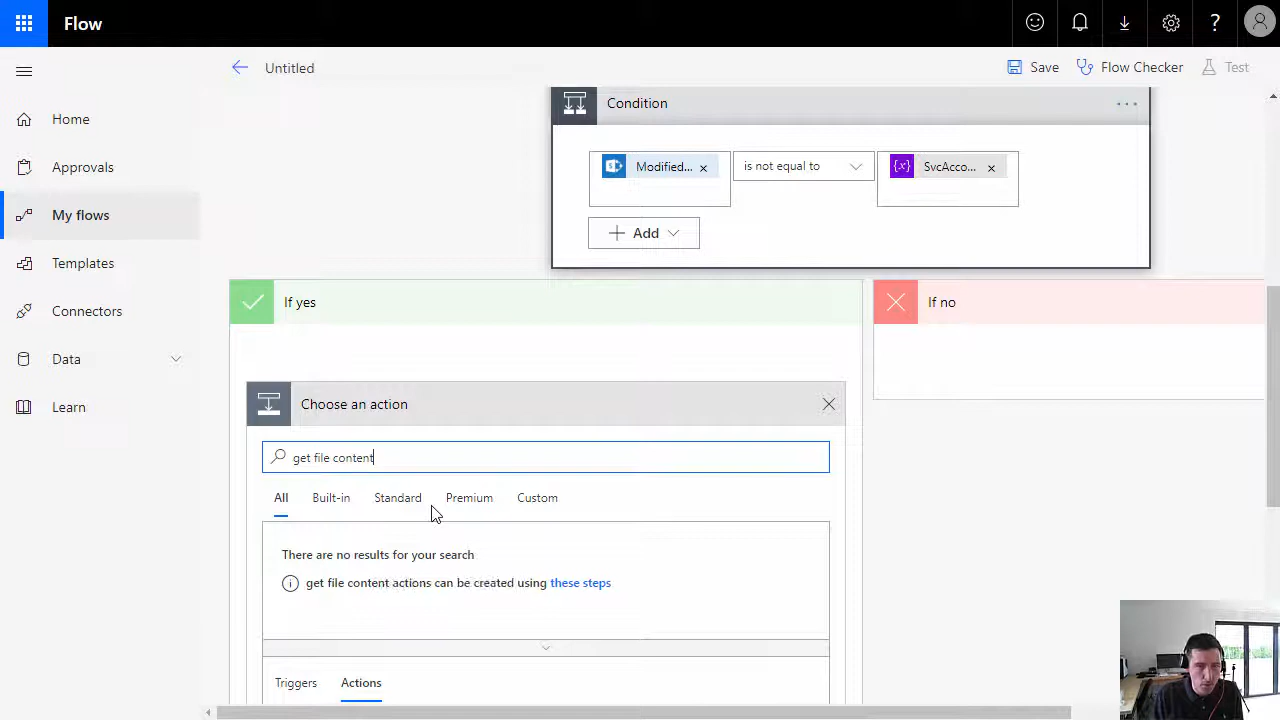 Flow
?
Untitled
Save
Flow Checker
Test
Home
Approvals
My flows
Templates
Connectors
Data
Learn
Condition
...
Modified... ×
is not equal to
{x} SvcAcco... ×
+ Add
If yes
If no
Choose an action
get file content
All Built-in Standard Premium Custom
There are no results for your search
get file content actions can be created using these steps
Triggers Actions